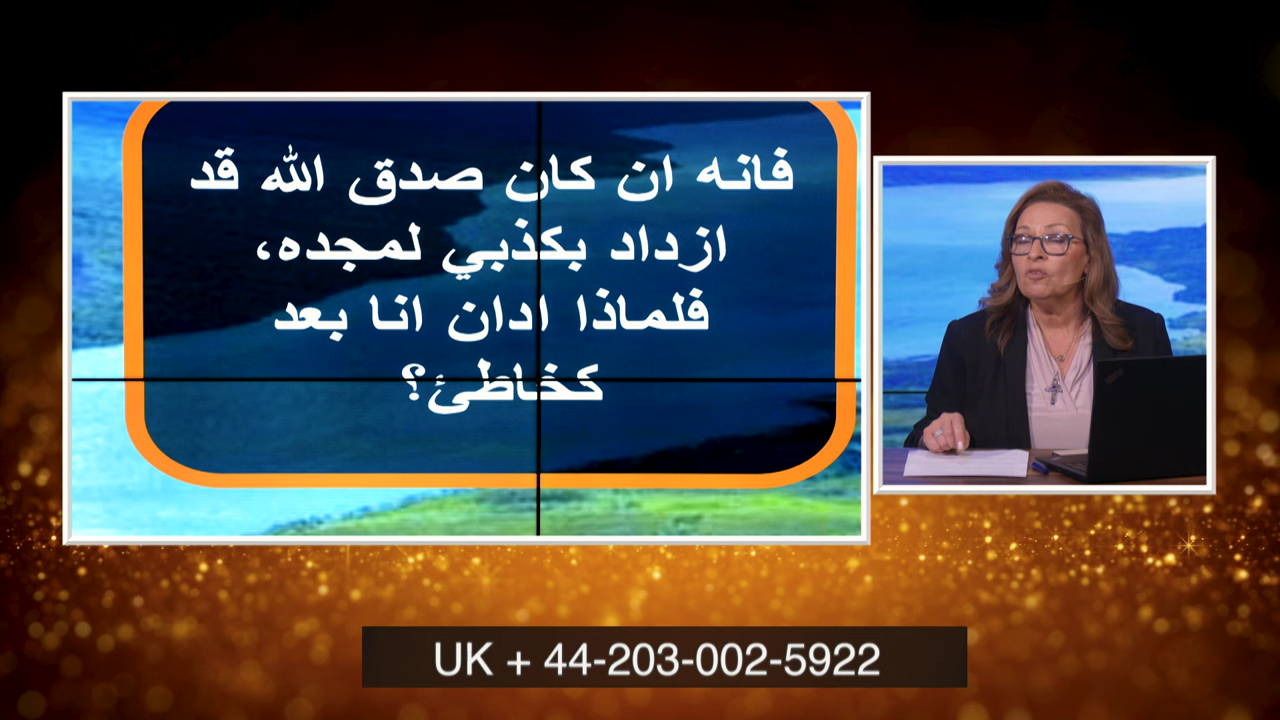 فانه ان كان صدق الله قد
ازداد بكذبي لمجده،
فلماذا ادان انا بعد
كخاطئ؟
UK + 44-203-002-5922